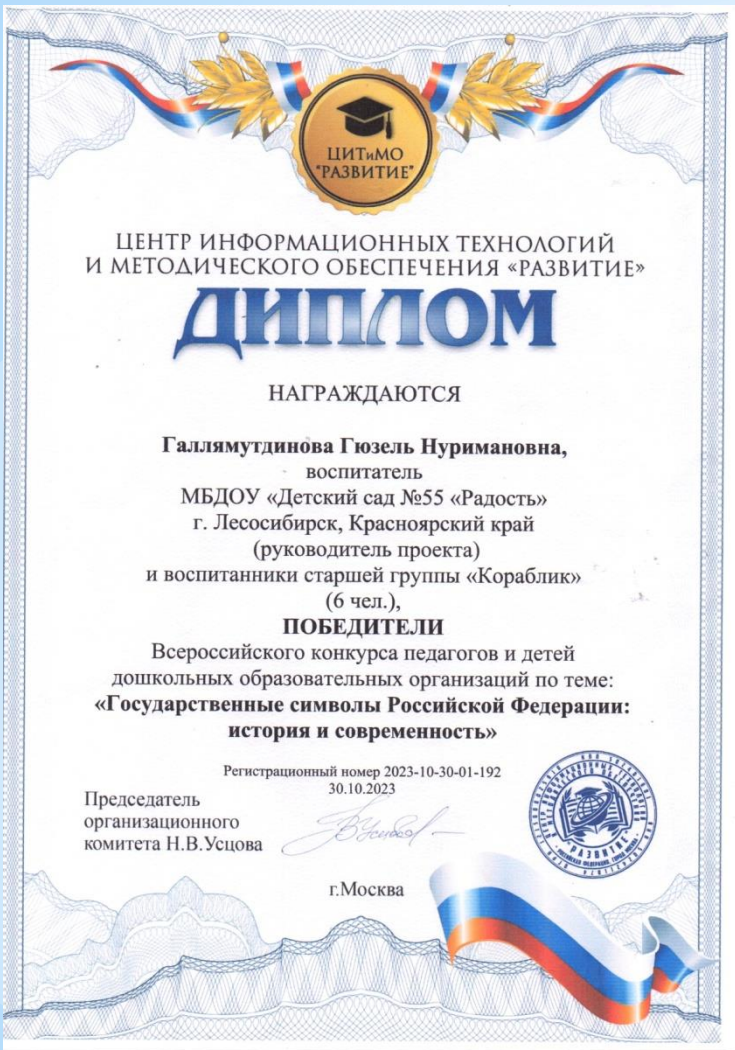 ЦИТиМО
"РАЗВИТИЕ"
ЦЕНТР ИНФОРМАЦИОННЫХ ТЕХНОЛОГИЙ
И МЕТОДИЧЕСКОГО ОБЕСПЕЧЕНИЯ «РАЗВИТИЕ»
ДИПЛОМ
НАГРАЖДАЮТСЯ
Галлямутдинова Гюзель Нуримановна,
воспитатель
МБДОУ «Детский сад №55 «Радость»
г. Лесосибирск, Красноярский край
(руководитель проекта)
и воспитанники старшей группы «Кораблик»
(6 чел.),
ПОБЕДИТЕЛИ
Всероссийского конкурса педагогов и детей
дошкольных образовательных организаций по теме:
«Государственные символы Российской Федерации:
история и современность»
Регистрационный номер 2023-10-30-01-192
30.10.2023
Председатель
организационного
комитета Н.В.Усцова
РАЗВИТИЕ
г.Москва